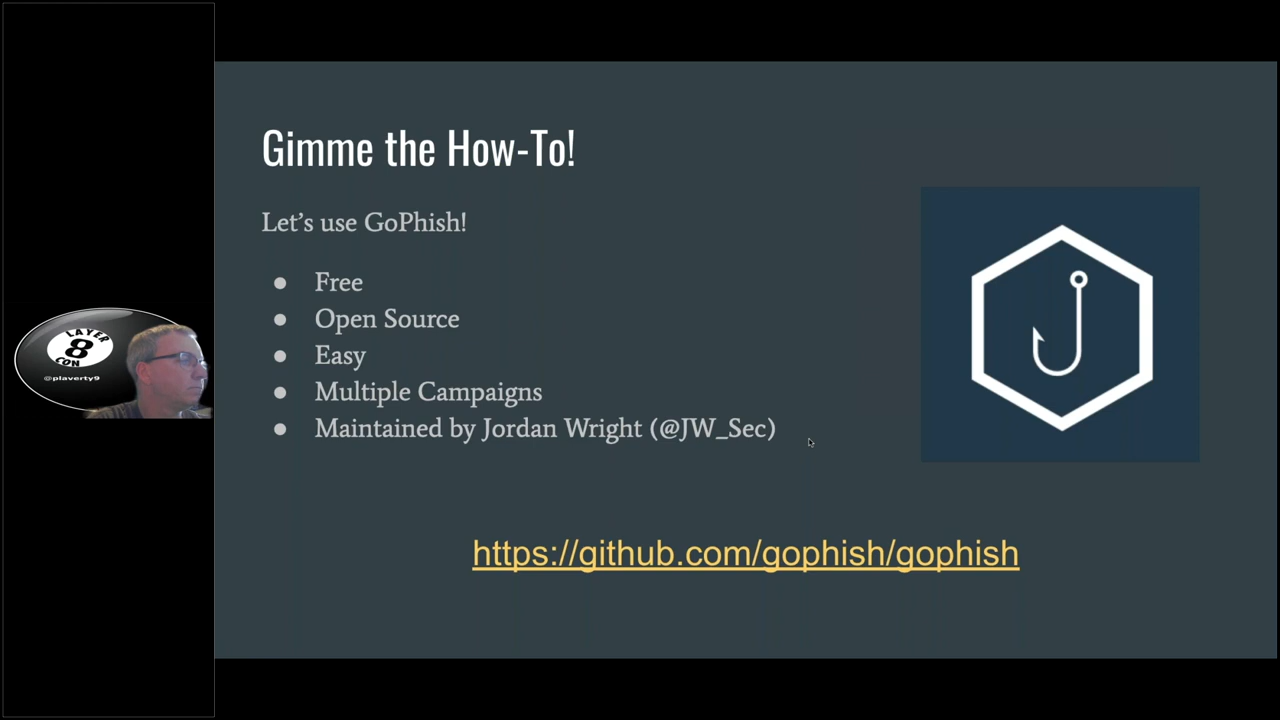 Gimme the How-To!
Let's use GoPhish!
● Free
● Open Source
● Easy
● Multiple Campaigns
● Maintained by Jordan Wright (@JW_Sec)
https://github.com/gophish/gophish
LAYER
8
CON
@plaverty9